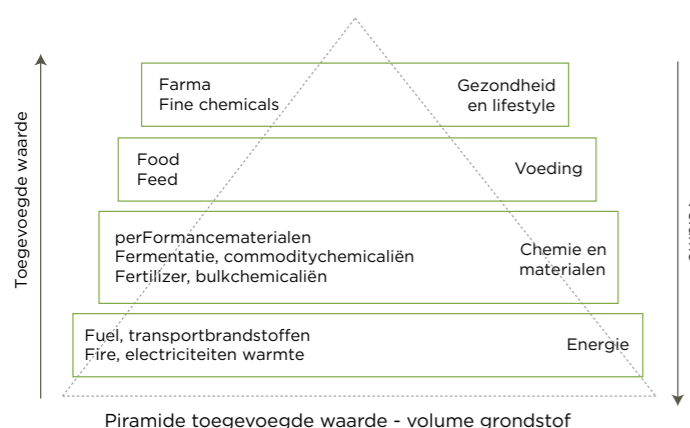 Farma
Fine chemicals
Gezondheid
en lifestyle
Food
Feed
Voeding
perFormancematerialen
Fermentatie, commoditychemicaliën
Fertilizer, bulkchemicaliën
Chemie en
materialen
Fuel, transportbrandstoffen
Fire, electriciteiten warmte
Energie
Toegevoegde waarde
Piramide toegevoegde waarde - volume grondstof